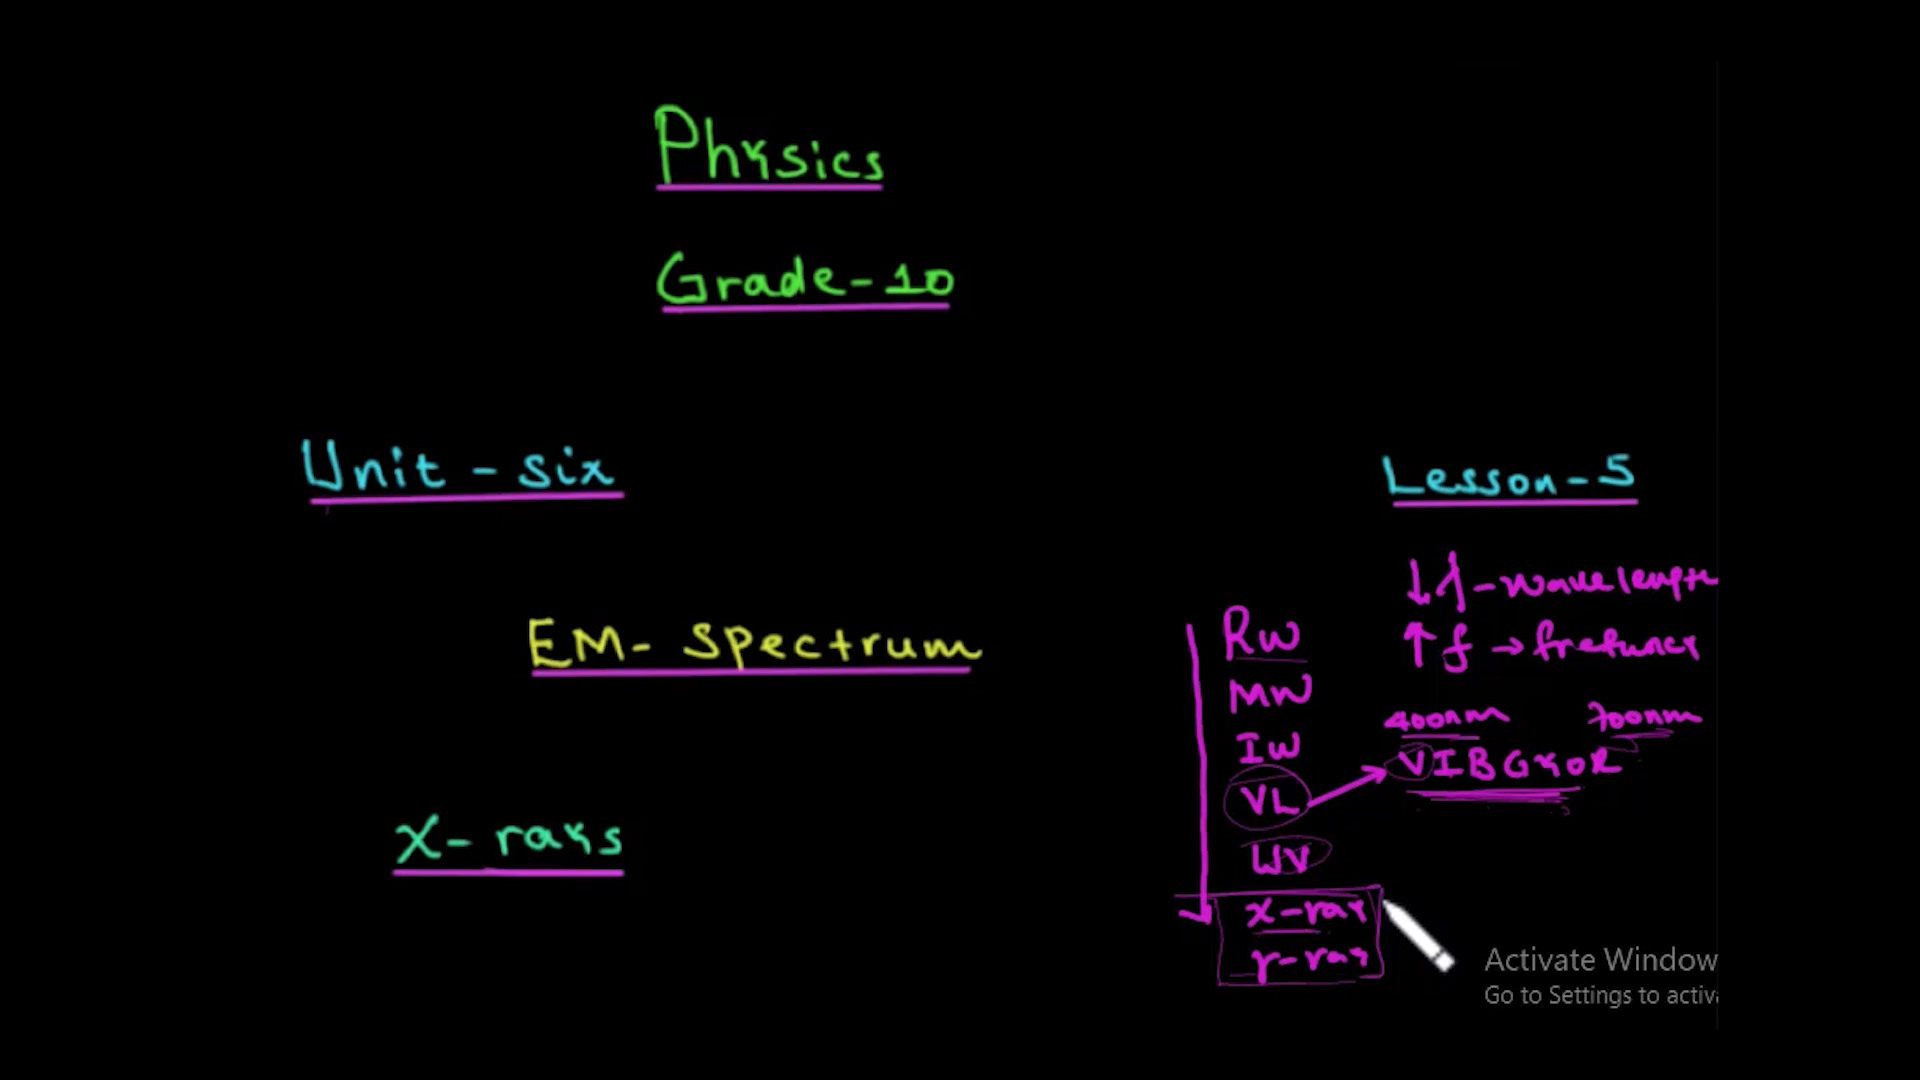 Physics
Grade-10
Unit - six
Lesson-5
EM- Spectrum
X- rays
↓ λ - wavelength
↑ f → frequency
RW
MW
IW
VL
UV
x-ray
γ-ray
400nm 700nm
VIBGYOR
Activate Window
Go to Settings to activa